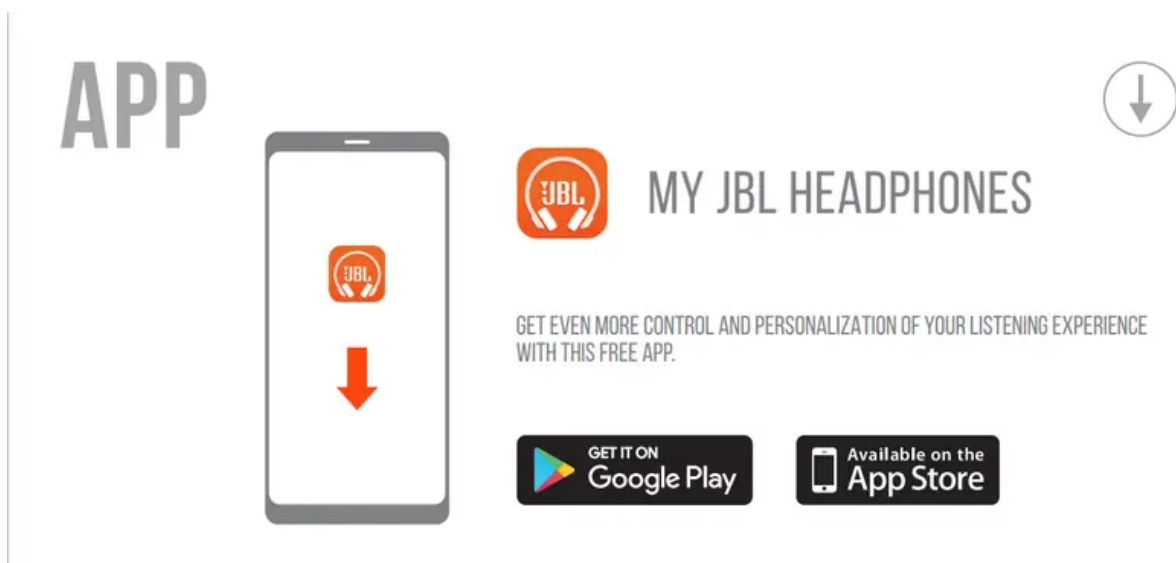 APP
JBL
JBL
MY JBL HEADPHONES
GET EVEN MORE CONTROL AND PERSONALIZATION OF YOUR LISTENING EXPERIENCE
WITH THIS FREE APP.
GET IT ON
Google Play
Available on the
App Store